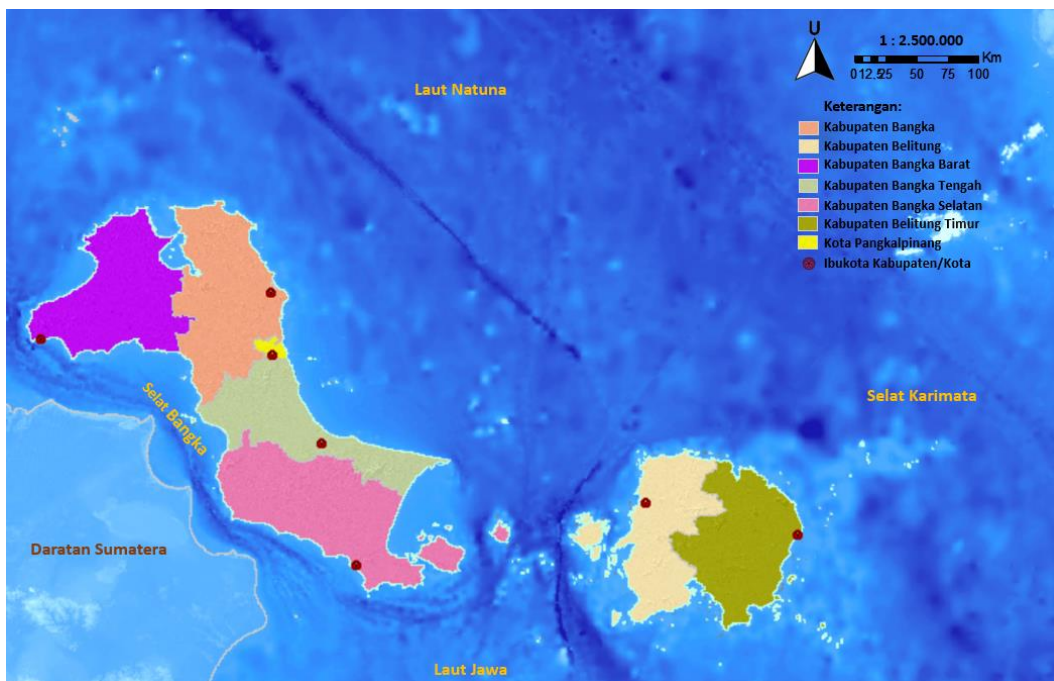 U
1 : 2.500.000
Km
0 12.5 25 50 75 100
Laut Natuna
Keterangan:
Kabupaten Bangka
Kabupaten Belitung
Kabupaten Bangka Barat
Kabupaten Bangka Tengah
Kabupaten Bangka Selatan
Kabupaten Belitung Timur
Kota Pangkalpinang
Ibukota Kabupaten/Kota
Selat Bangka
Selat Karimata
Daratan Sumatera
Laut Jawa